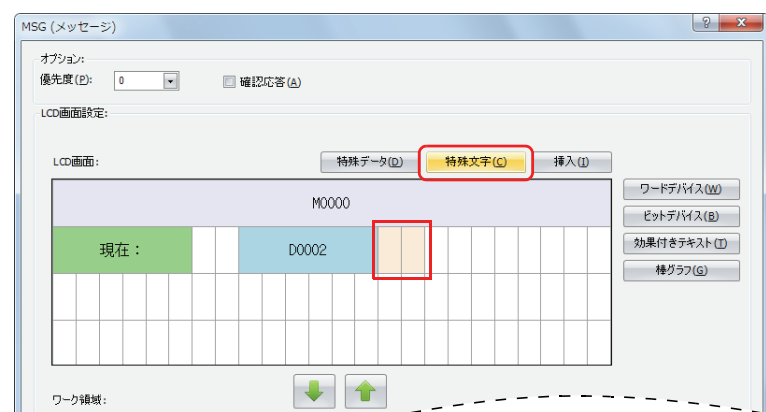 MSG (メッセージ)
オプション:
優先度(P): 0 確認応答(A)
LCD画面設定:
LCD画面: 特殊データ(D) 特殊文字(C) 挿入(I)
M0000 ワードデバイス(W)
ビットデバイス(B)
現在： D0002 効果付きテキスト(T)
棒グラフ(G)
ワーク領域: